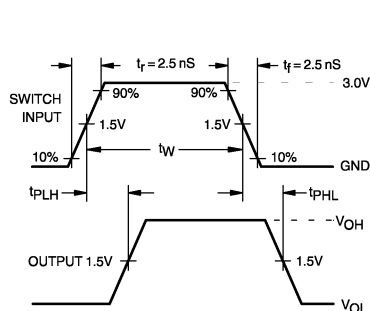 tr = 2.5 nS
tf = 2.5 nS
90%
90%
3.0V
SWITCH
INPUT
1.5V
1.5V
tW
10%
10%
GND
tPLH
tPHL
VOH
OUTPUT 1.5V
1.5V
VOL